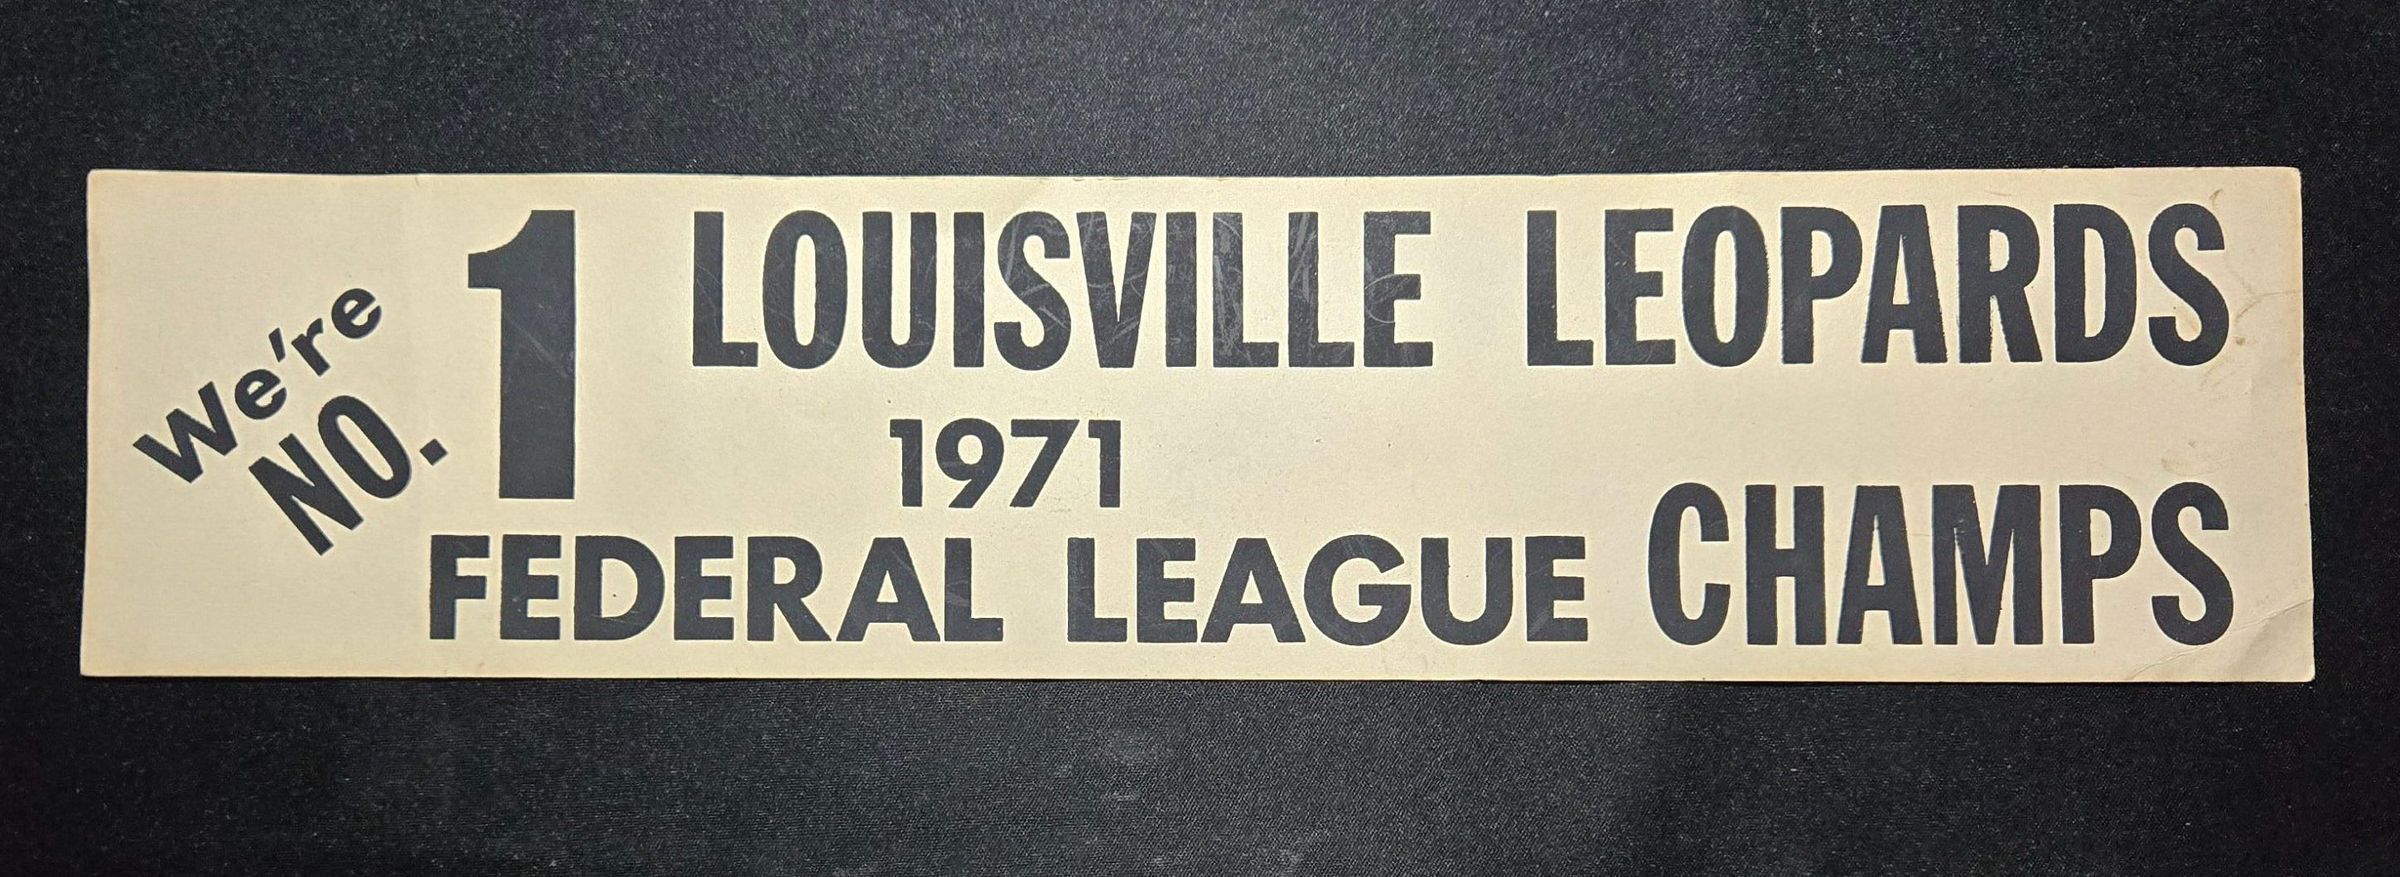 We're
NO. 1
LOUISVILLE LEOPARDS
1971
FEDERAL LEAGUE CHAMPS